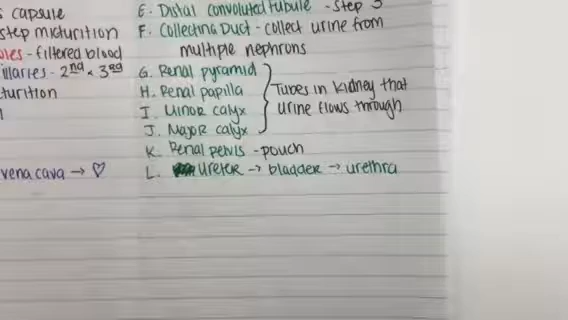 s capsule
step micturition
oles - filtered blood
illaries - 2nd & 3rd
turition
vena cava → ♡
E. Distal convoluted tubule - step 3
F. Collecting Duct - collect urine from
multiple nephrons
G. Renal pyramid
H. Renal papilla
I. Minor calyx
J. Major calyx
Tubes in kidney that
urine flows through
K. Renal pelvis - pouch
L. ureter → bladder → urethra